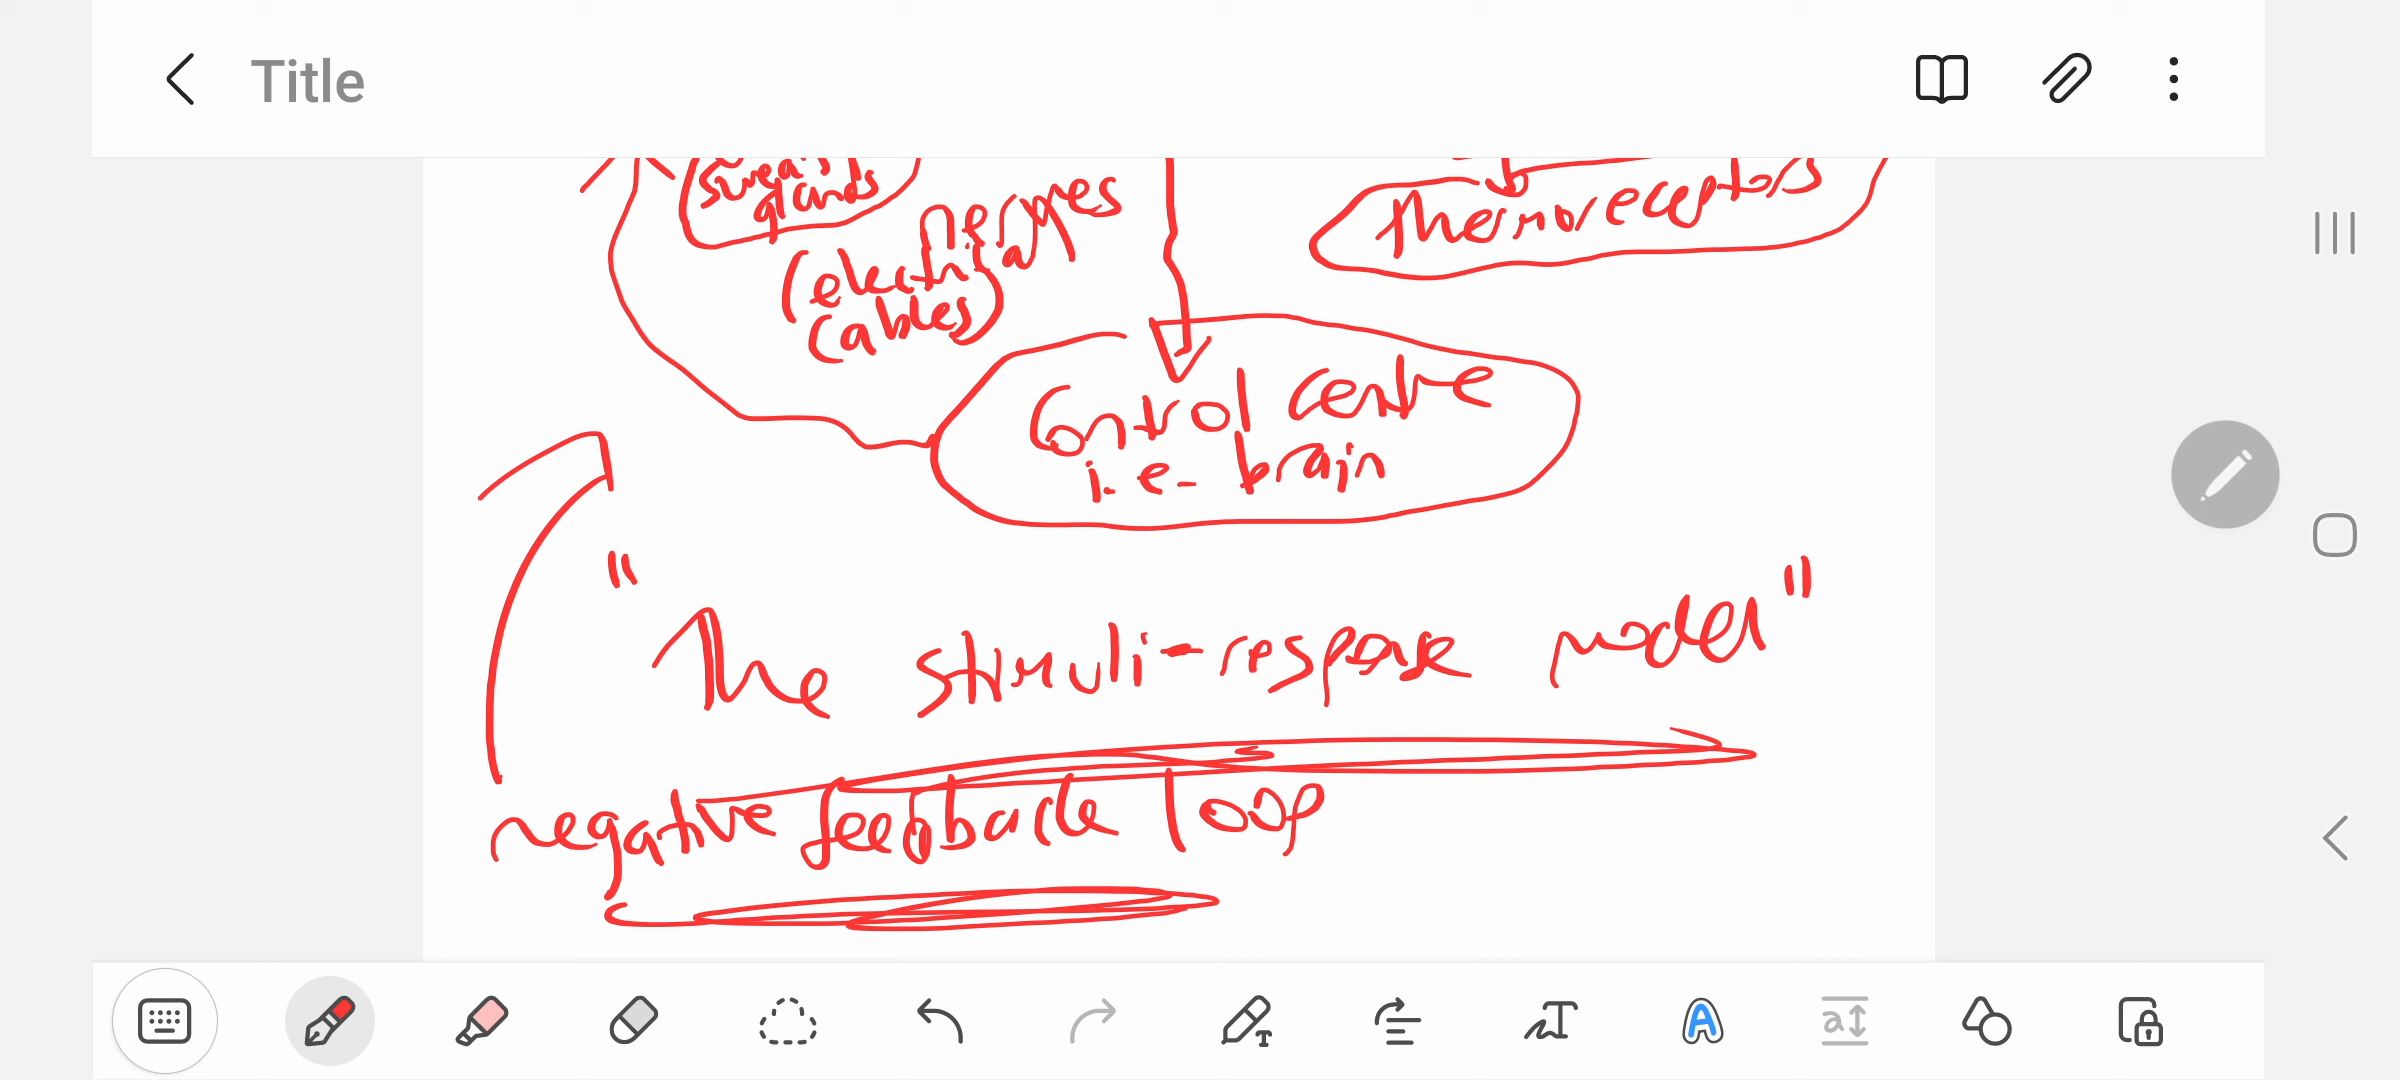 Title
sweat
glands
nerves
(electrical
cables)
thermoreceptors
Control centre
i.e. brain
"The stimuli-response model"
negative feedback loop